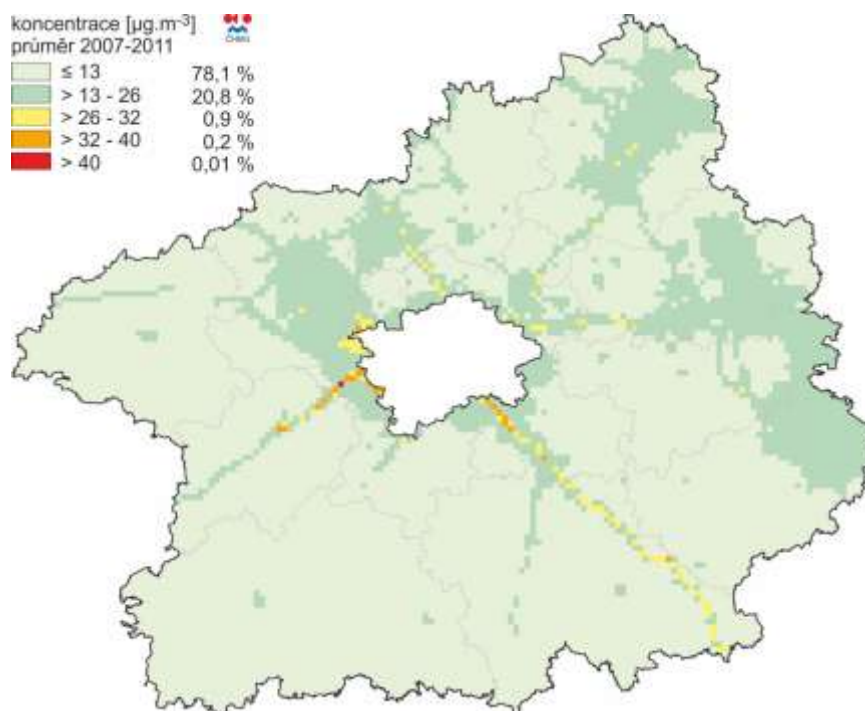 koncentrace [µg.m-3]
průměr 2007-2011
≤ 13 78,1 %
> 13 - 26 20,8 %
> 26 - 32 0,9 %
> 32 - 40 0,2 %
> 40 0,01 %